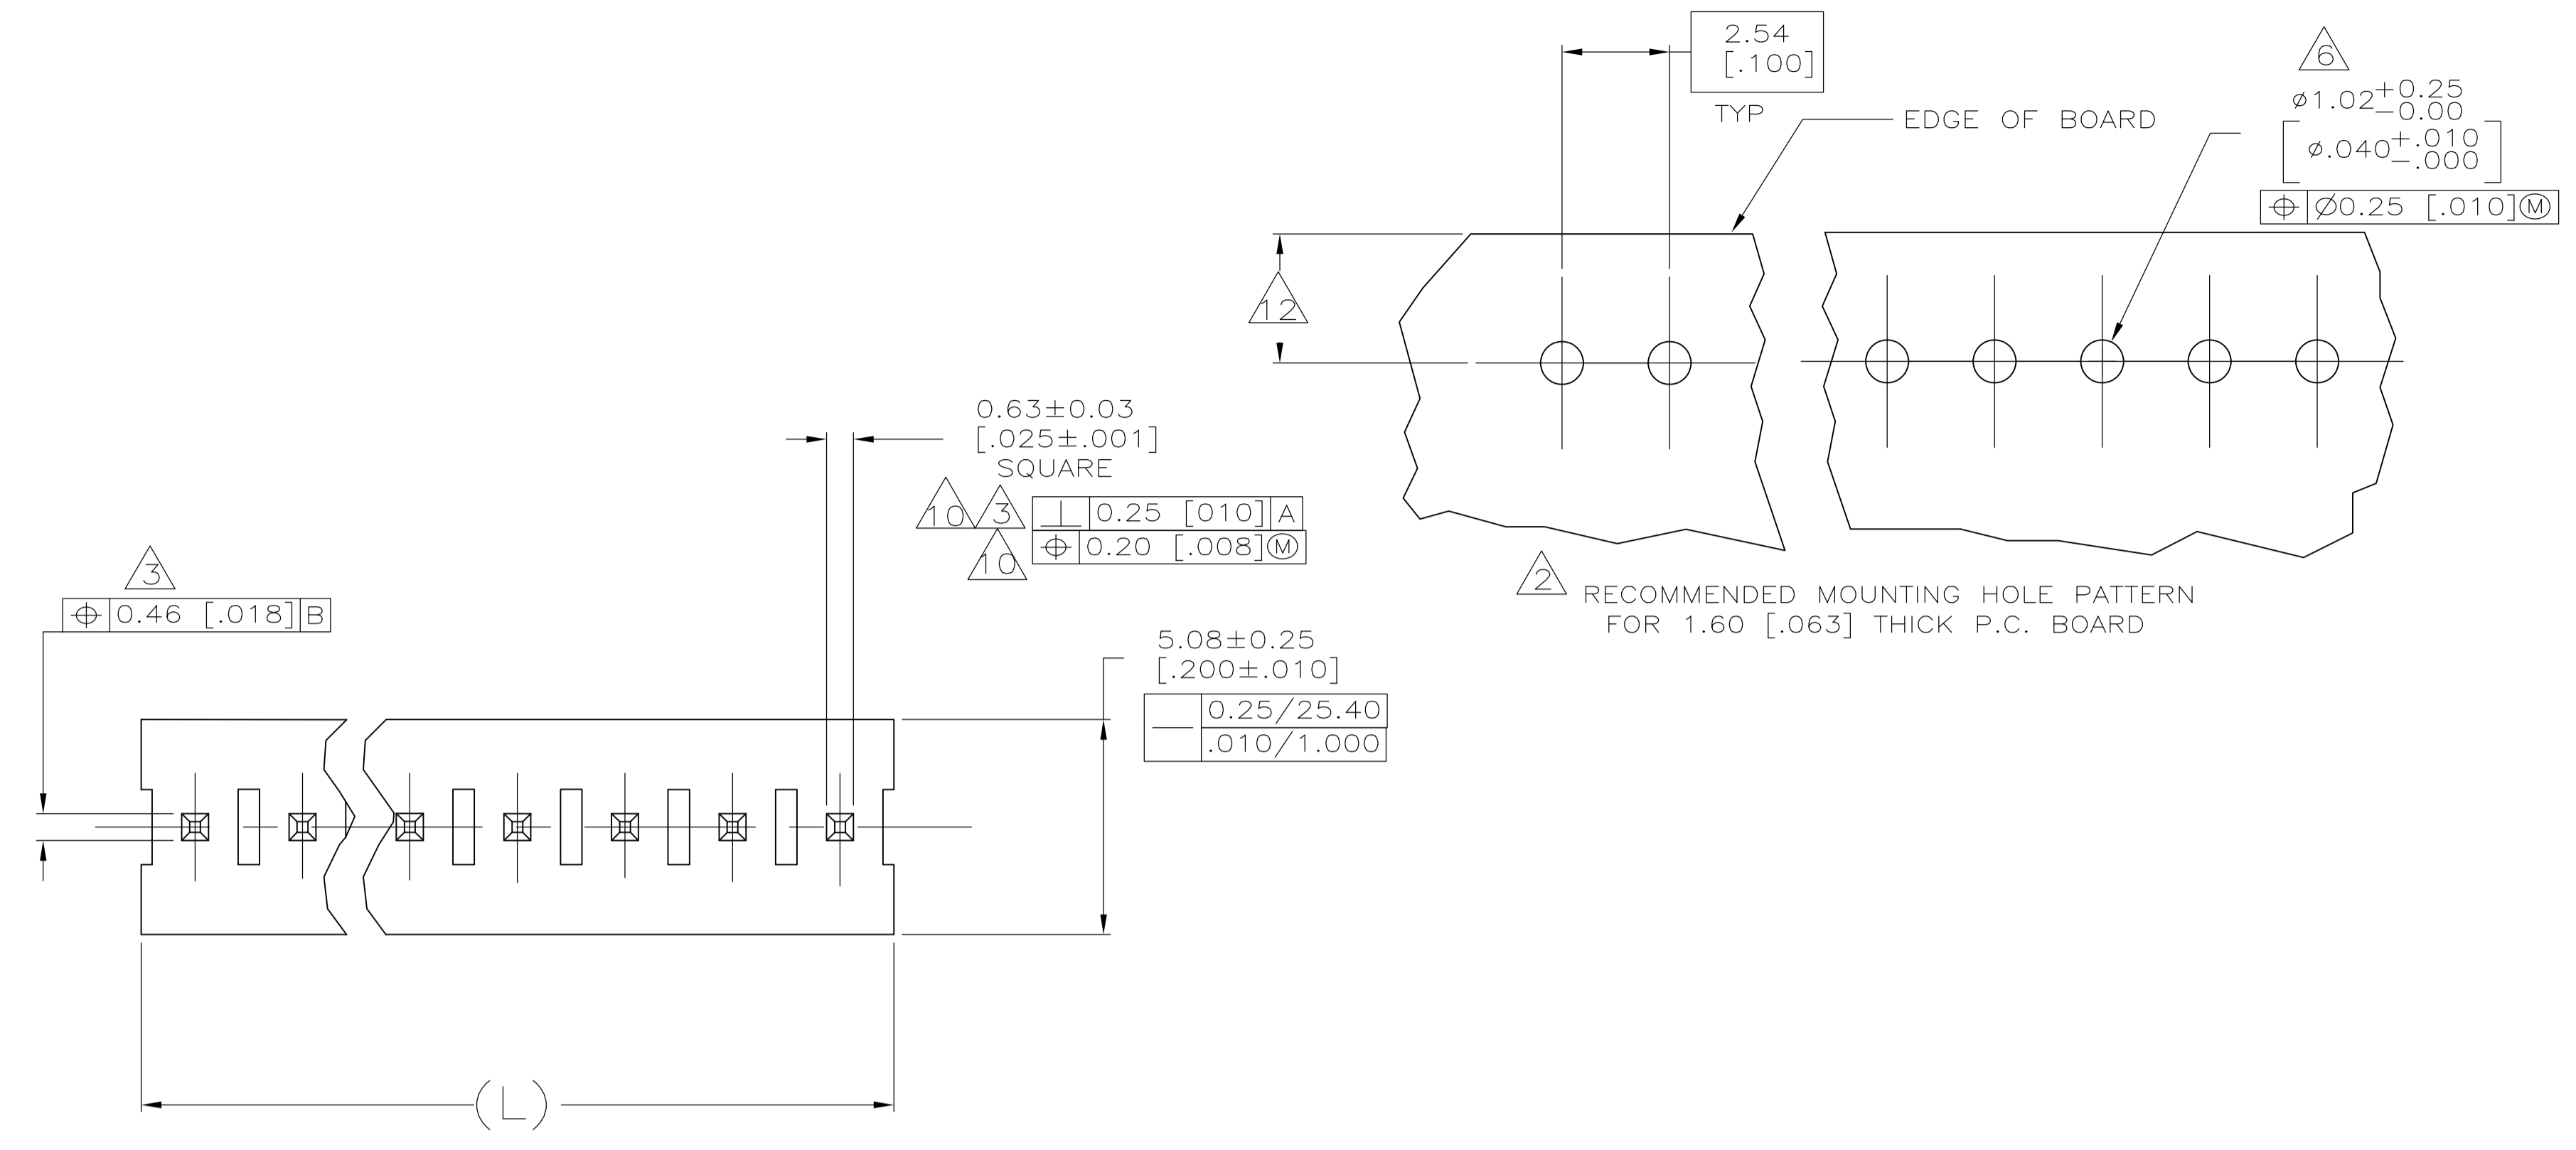 2.54
[.100]
TYP
EDGE OF BOARD
6
⌀1.02 +0.25 −0.00
[⌀.040 +.010 −.000]
⌖ ⌀0.25 [.010] Ⓜ
12
2
RECOMMENDED MOUNTING HOLE PATTERN
FOR 1.60 [.063] THICK P.C. BOARD
0.63±0.03
[.025±.001]
SQUARE
10 3 ⊥ 0.25 [010] A
10 ⌖ 0.20 [.008] Ⓜ
3
⌖ 0.46 [.018] B
5.08±0.25
[.200±.010]
⏤ 0.25/25.40
.010/1.000
(L)